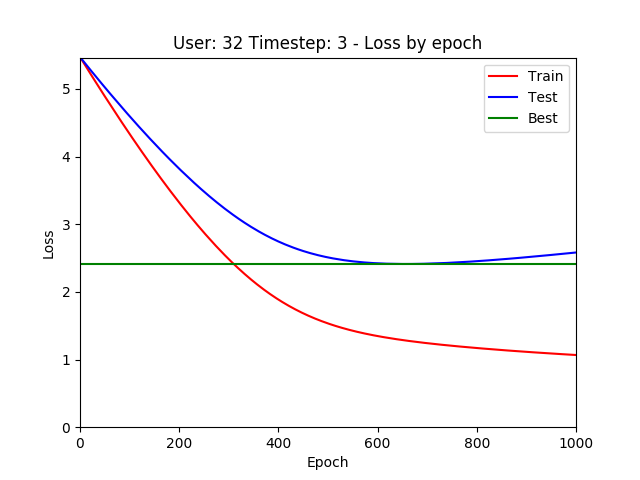 User: 32 Timestep: 3 - Loss by epoch
Train
Test
Best
5
4
3
2
1
0
Loss
0 200 400 600 800 1000
Epoch